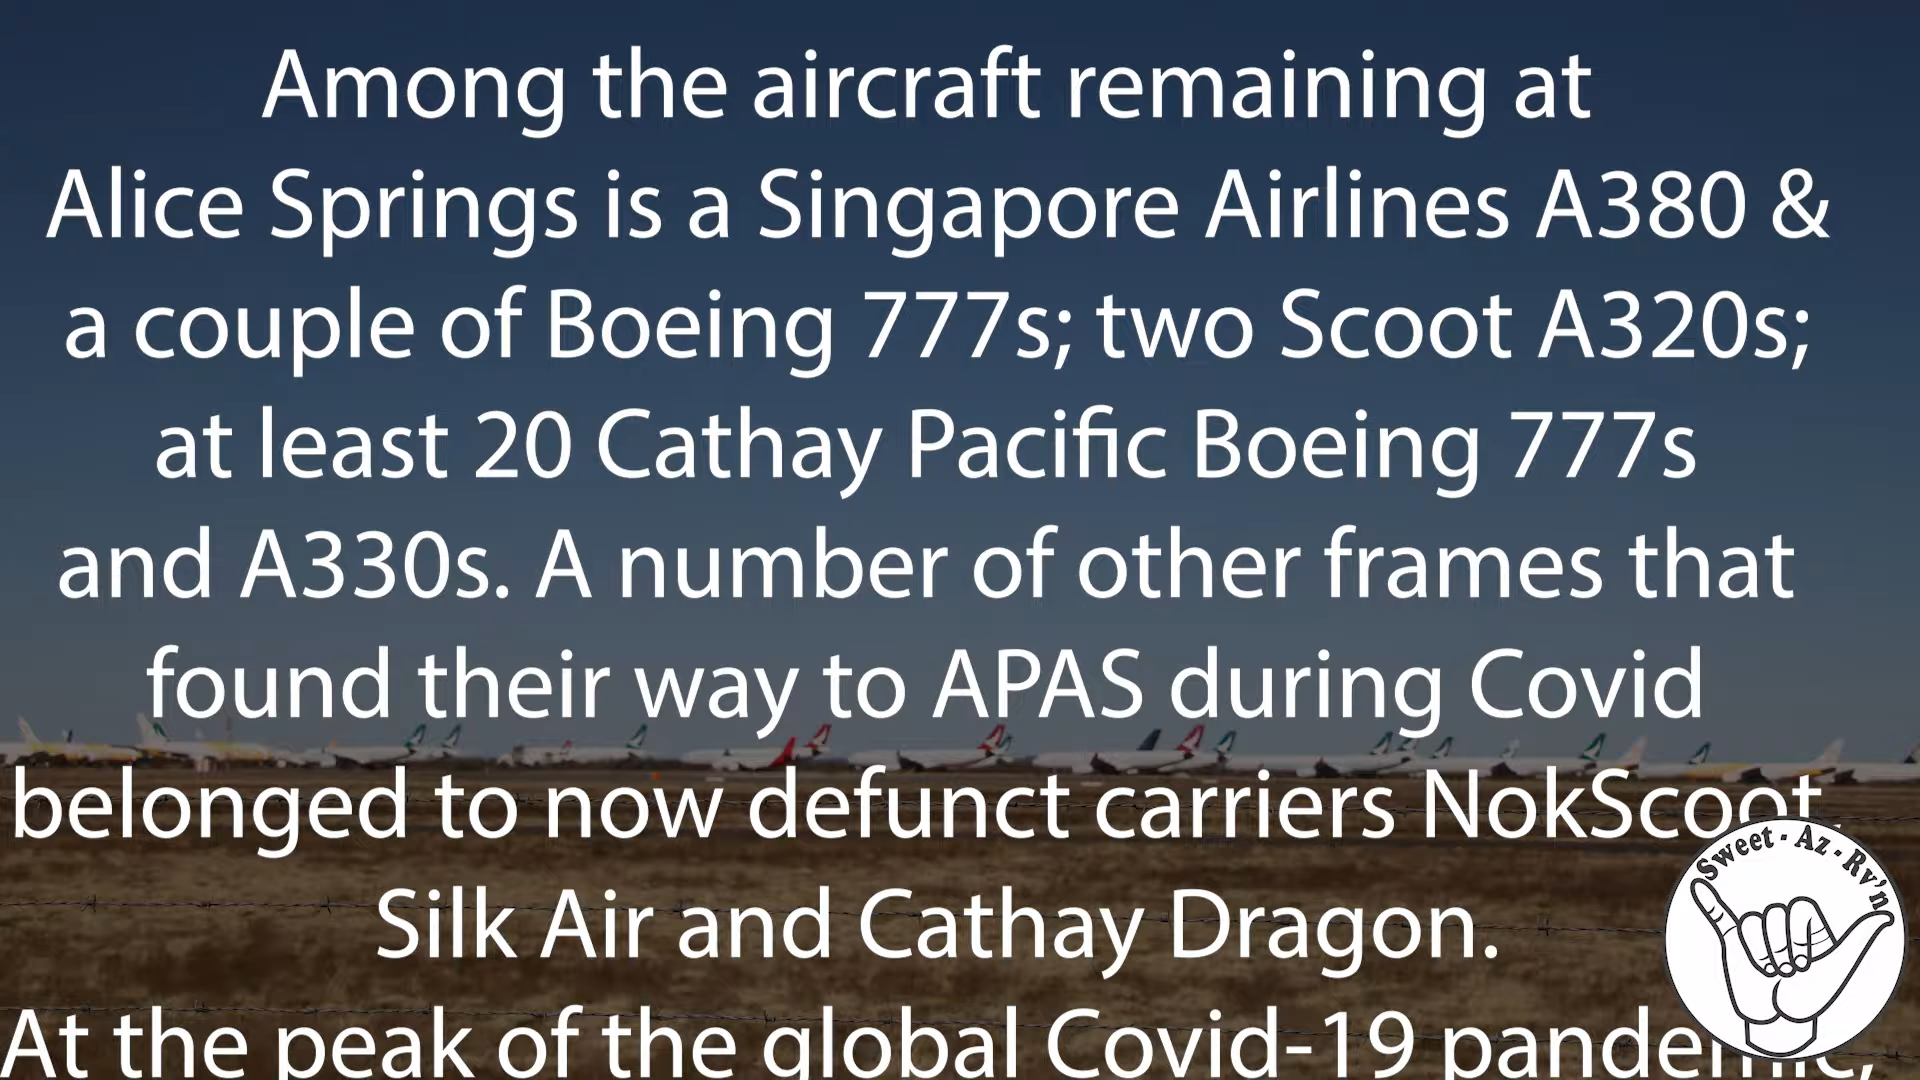 Among the aircraft remaining at
Alice Springs is a Singapore Airlines A380 &
a couple of Boeing 777s; two Scoot A320s;
at least 20 Cathay Pacific Boeing 777s
and A330s. A number of other frames that
found their way to APAS during Covid
belonged to now defunct carriers NokScoot,
Silk Air and Cathay Dragon.
At the peak of the global Covid-19 pandemic,
Sweet - Az - Rv'n